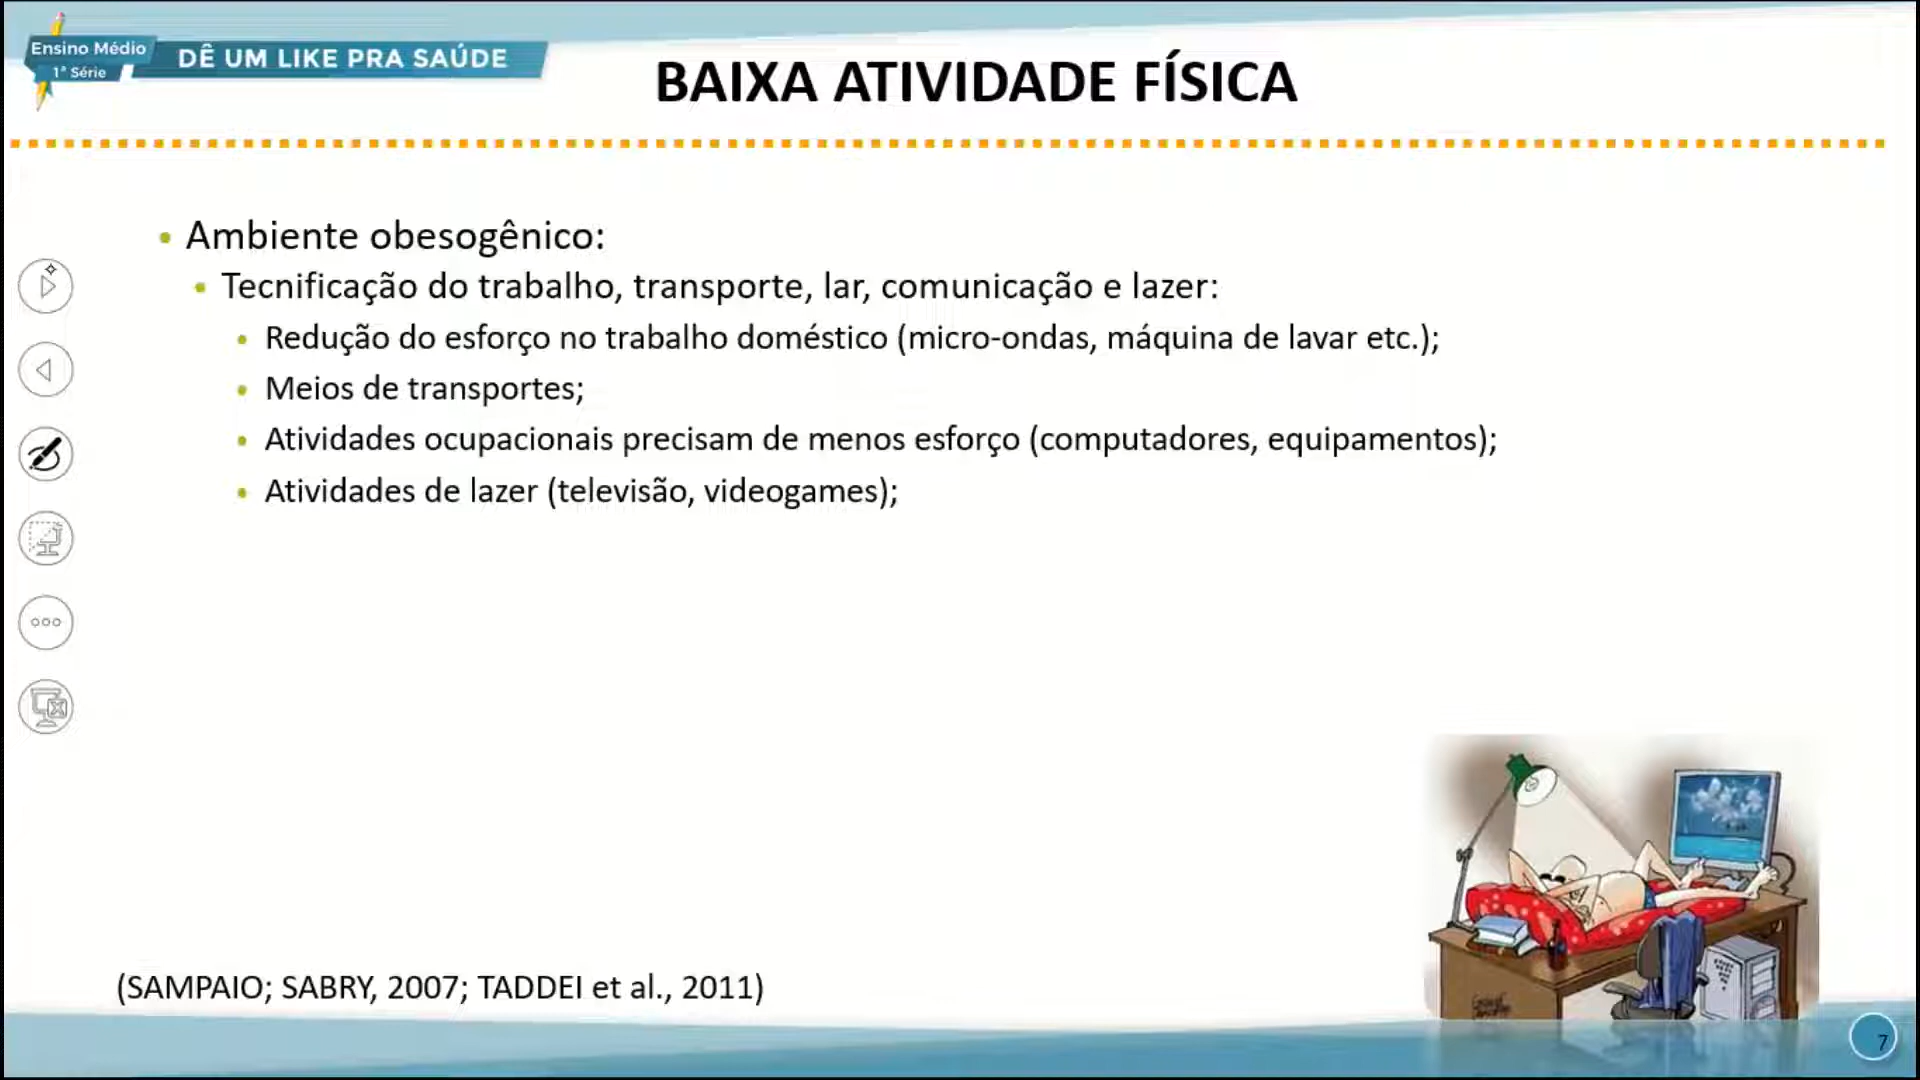 Ensino Médio
1ª Série
DÊ UM LIKE PRA SAÚDE
BAIXA ATIVIDADE FÍSICA
• Ambiente obesogênico:
• Tecnificação do trabalho, transporte, lar, comunicação e lazer:
• Redução do esforço no trabalho doméstico (micro-ondas, máquina de lavar etc.);
• Meios de transportes;
• Atividades ocupacionais precisam de menos esforço (computadores, equipamentos);
• Atividades de lazer (televisão, videogames);
(SAMPAIO; SABRY, 2007; TADDEI et al., 2011)
7